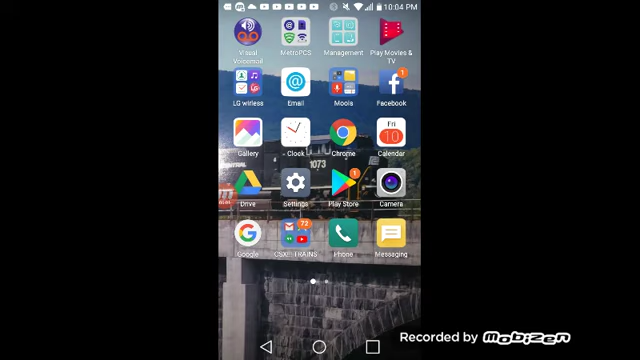 10:04 PM
Visual Voicemail
MetroPCS
Management
Play Movies & TV
LG wireless
Email
Moois
Facebook
1
Gallery
Clock
Chrome
Fri
10
Calendar
1073
Drive
Settings
Play Store
1
Camera
Google
72
CSX! TRAINS
Phone
Messaging
Recorded by mobizen